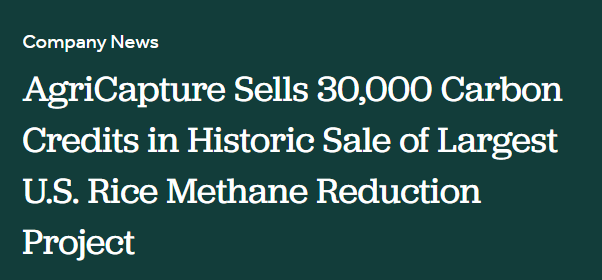 Company News
AgriCapture Sells 30,000 Carbon
Credits in Historic Sale of Largest
U.S. Rice Methane Reduction
Project